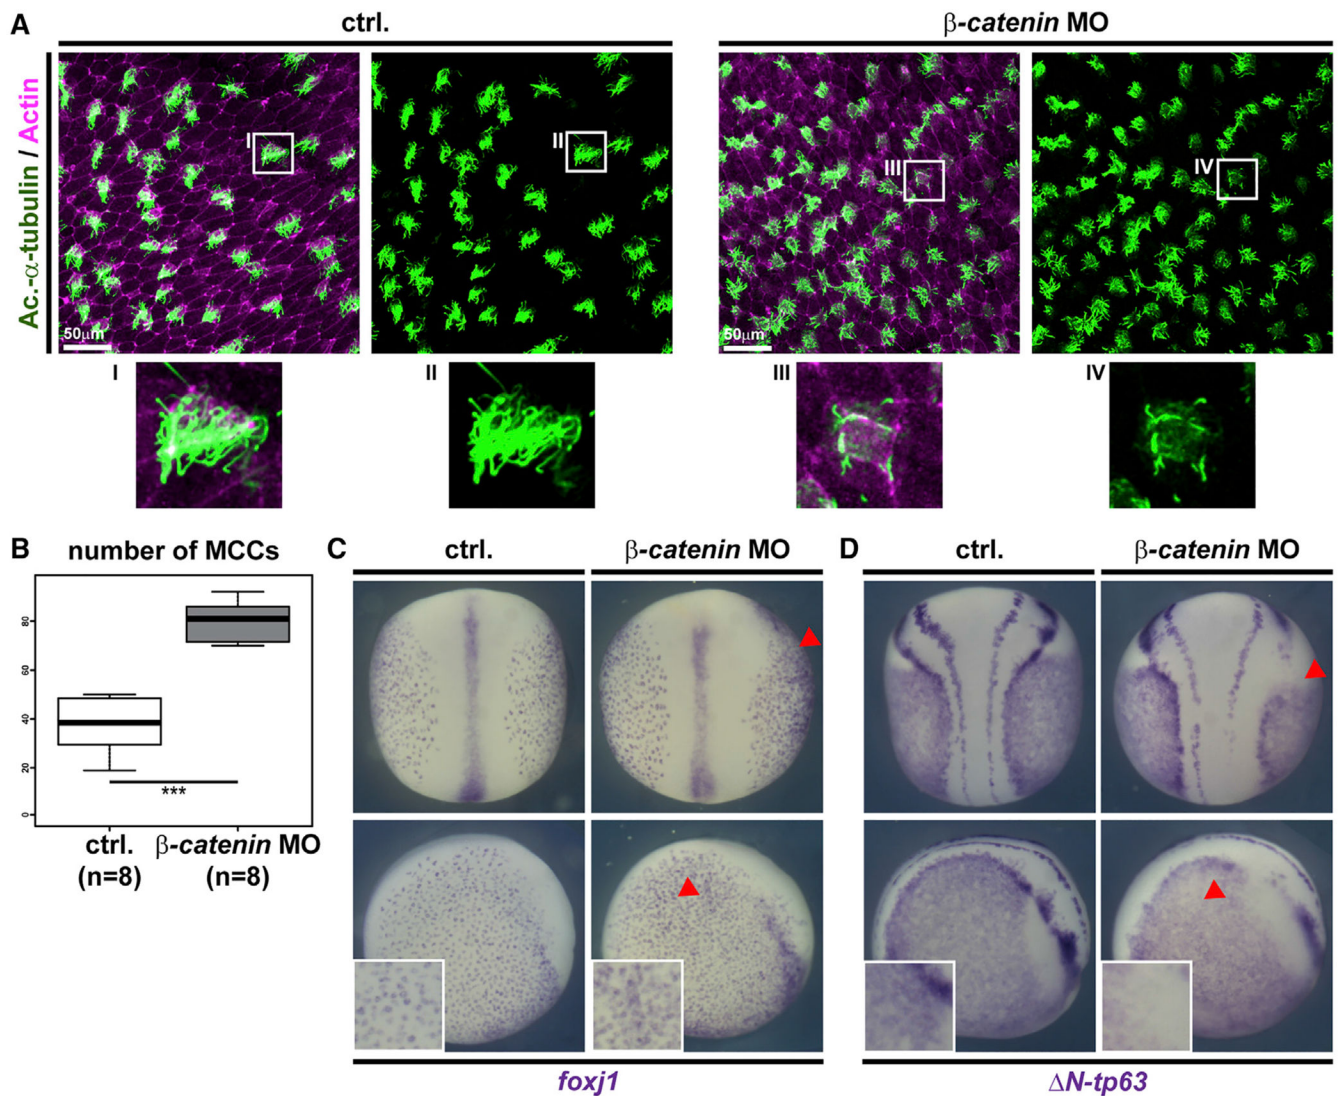 A
ctrl.
β-catenin MO
Ac.-α-tubulin / Actin
I
II
III
IV
50µm
50µm
I
II
III
IV
B
number of MCCs
80
60
40
20
0
***
ctrl.
(n=8)
β-catenin MO
(n=8)
C
ctrl.
β-catenin MO
foxj1
D
ctrl.
β-catenin MO
ΔN-tp63